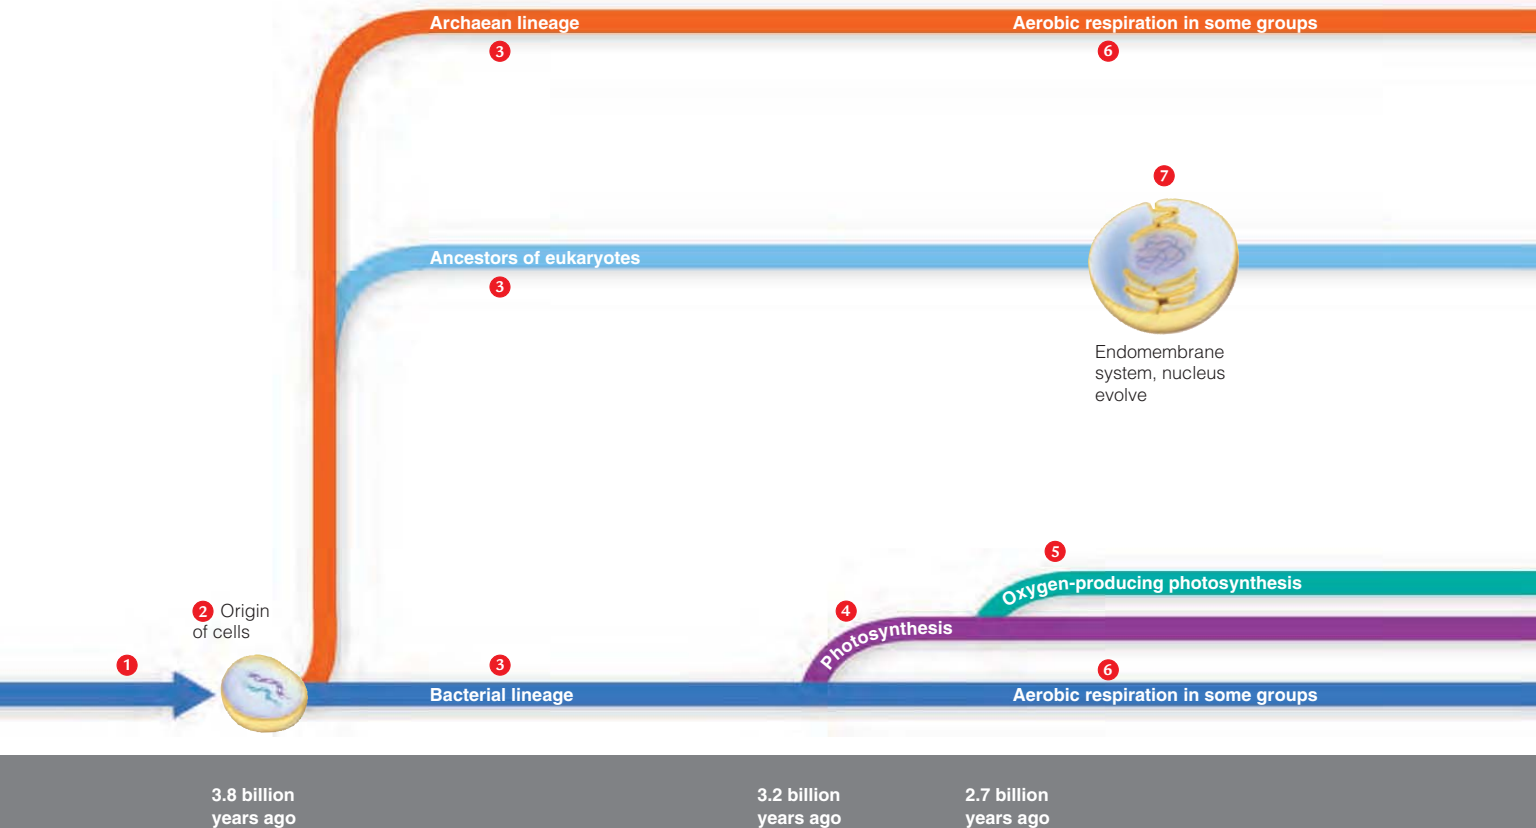 Archaean lineage
3
Aerobic respiration in some groups
6
7
Ancestors of eukaryotes
3
Endomembrane
system, nucleus
evolve
5
Oxygen-producing photosynthesis
4
Photosynthesis
2 Origin
of cells
1
3
Bacterial lineage
6
Aerobic respiration in some groups
3.8 billion
years ago
3.2 billion
years ago
2.7 billion
years ago